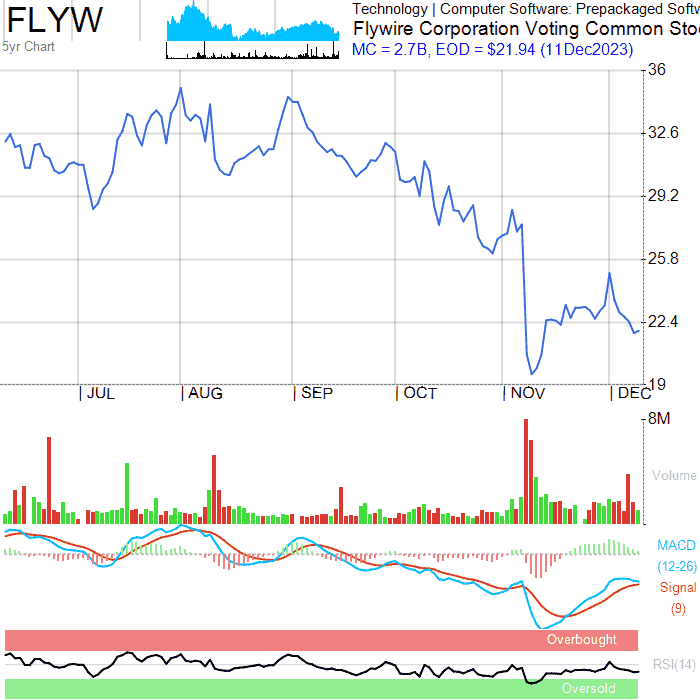 FLYW
5yr Chart
Technology | Computer Software: Prepackaged Softw
Flywire Corporation Voting Common Sto
MC = 2.7B, EOD = $21.94 (11Dec2023)
36
32.6
29.2
25.8
22.4
19
JUL AUG SEP OCT NOV DEC
8M
Volume
MACD
(12-26)
Signal
(9)
Overbought
RSI(14)
Oversold